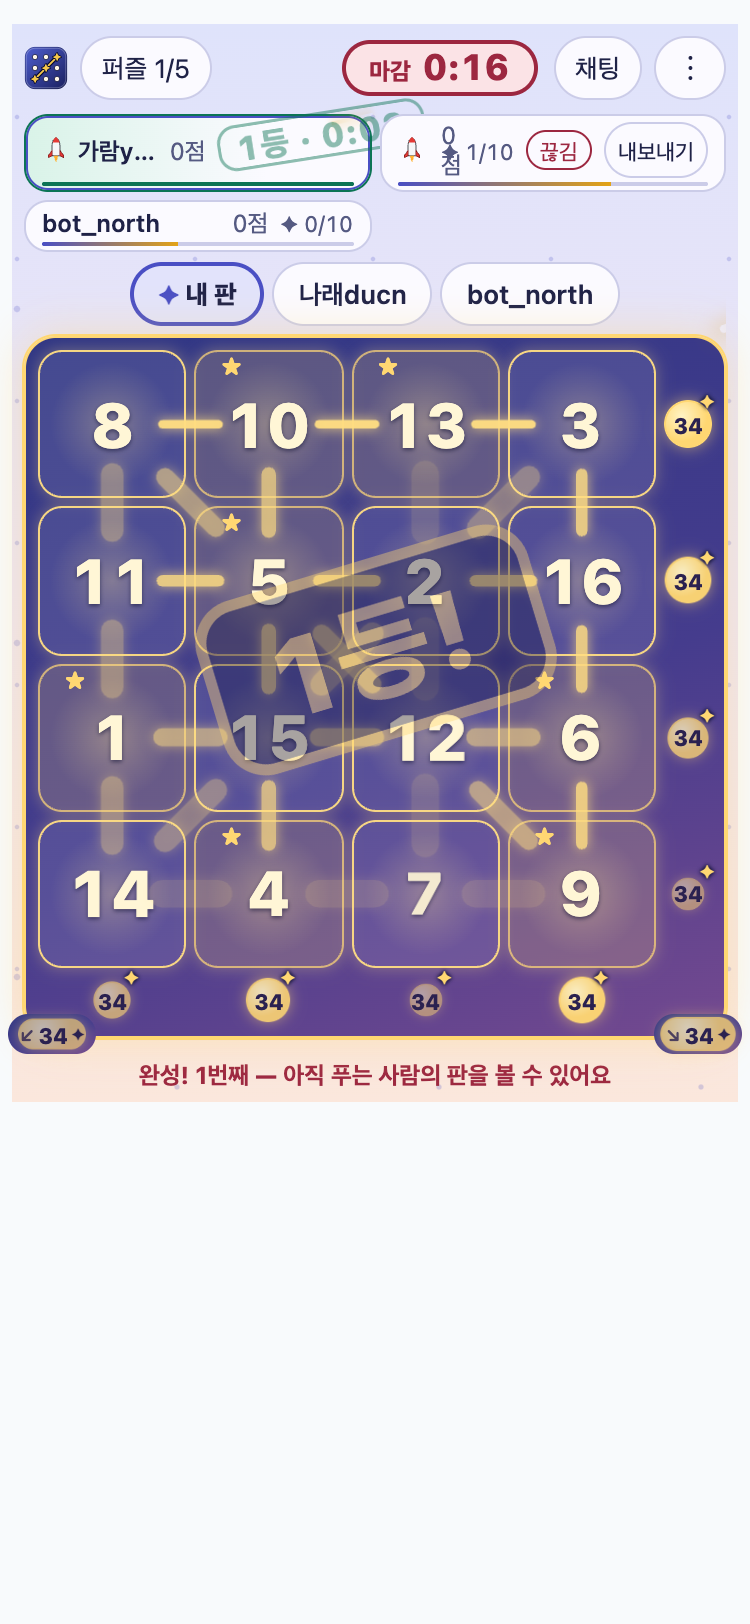 퍼즐 1/5
마감 0:16
채팅
가람y... 0점
1등 · 0:0
0점 1/10 끊김 내보내기
bot_north 0점 ✦ 0/10
✦ 내 판
나래ducn
bot_north
8 10 13 3 34
11 5 2 16 34
1등!
1 15 12 6 34
14 4 7 9 34
34 34 34 34
↙ 34 ✦
↘ 34 ✦
완성! 1번째 — 아직 푸는 사람의 판을 볼 수 있어요